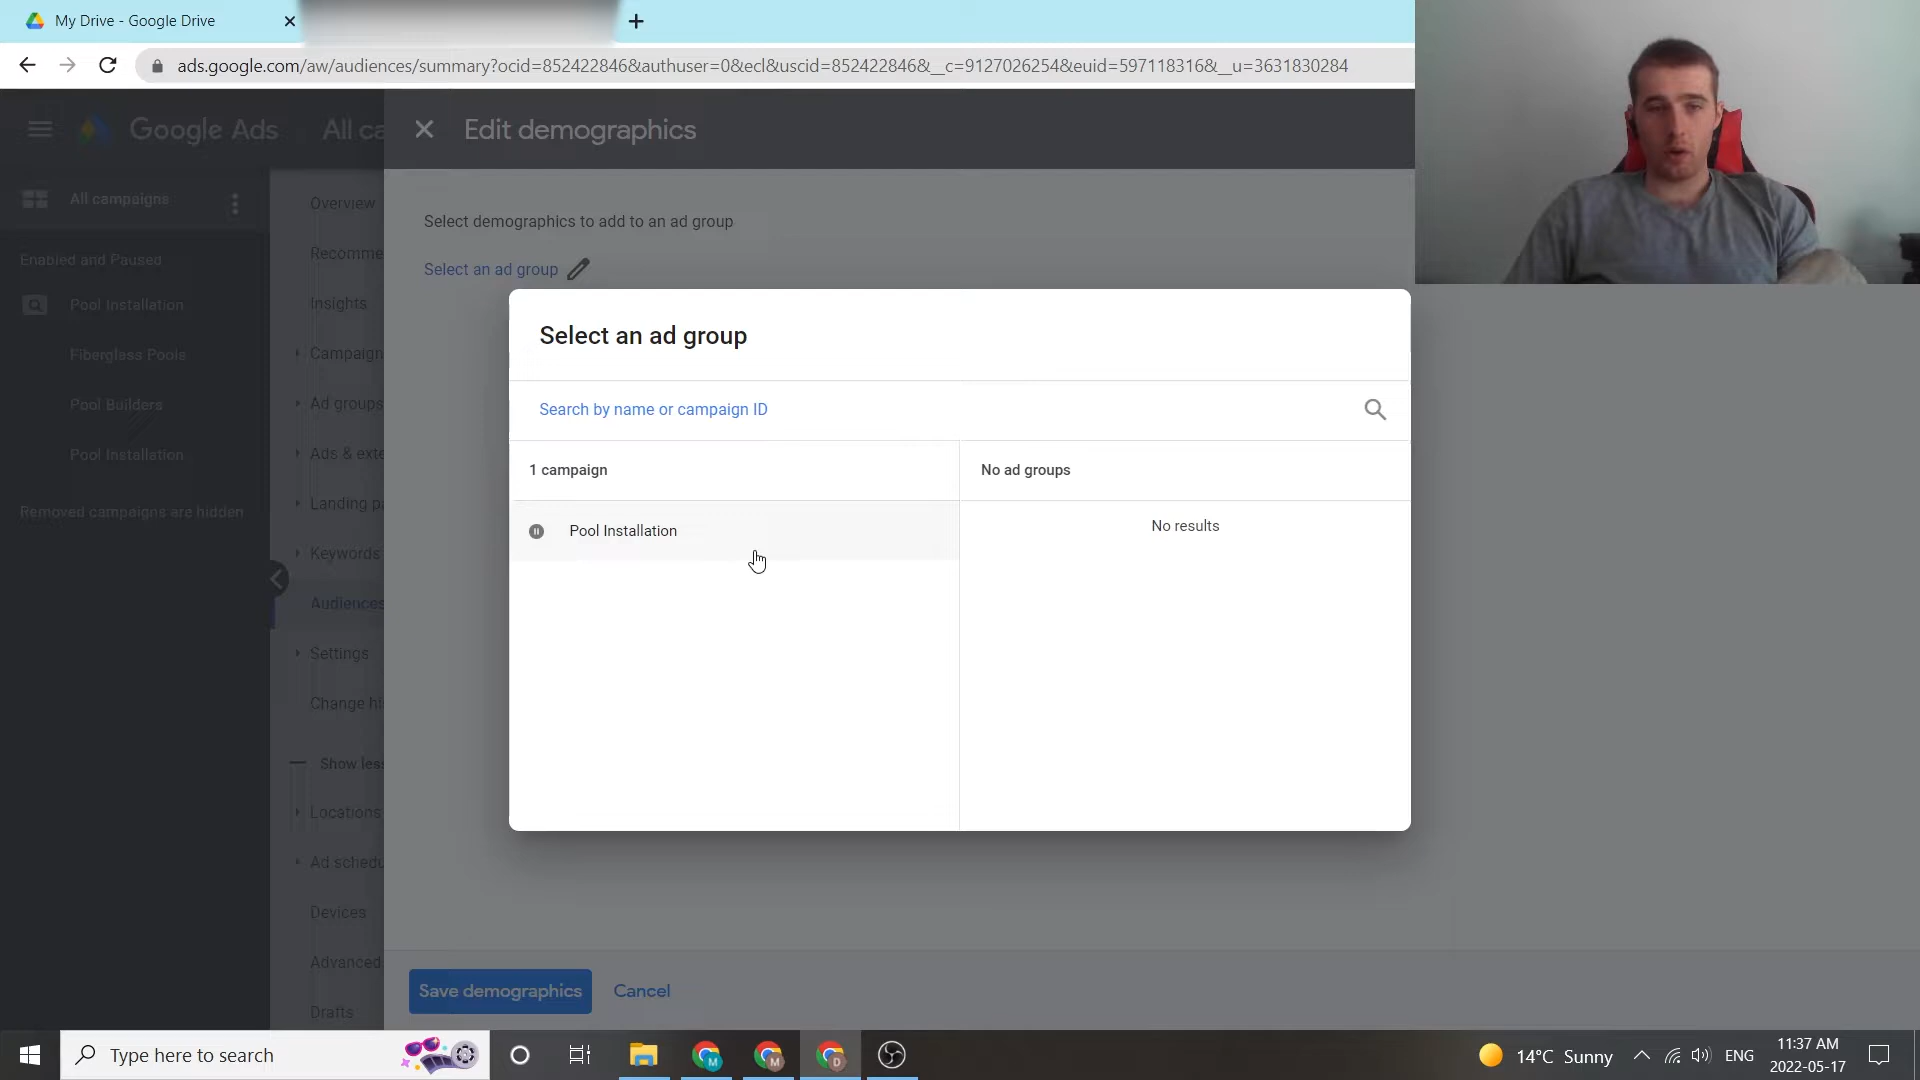 My Drive - Google Drive
ads.google.com/aw/audiences/summary?ocid=852422846&authuser=0&ecl&uscid=852422846&__c=9127026254&euid=597118316&__u=3631830284
Google Ads
All ca
Edit demographics
All campaigns
Enabled and Paused
Pool Installation
Fiberglass Pools
Pool Builders
Pool Installation
Removed campaigns are hidden
Overview
Recomme
Insights
Campaign
Ad groups
Ads & exte
Landing pa
Keywords
Audiences
Settings
Change hi
Show less
Locations
Ad schedu
Devices
Advanced
Drafts
Select demographics to add to an ad group
Select an ad group
Select an ad group
Search by name or campaign ID
1 campaign
No ad groups
Pool Installation
No results
Save demographics
Cancel
Type here to search
M
M
D
14°C Sunny
ENG
11:37 AM
2022-05-17